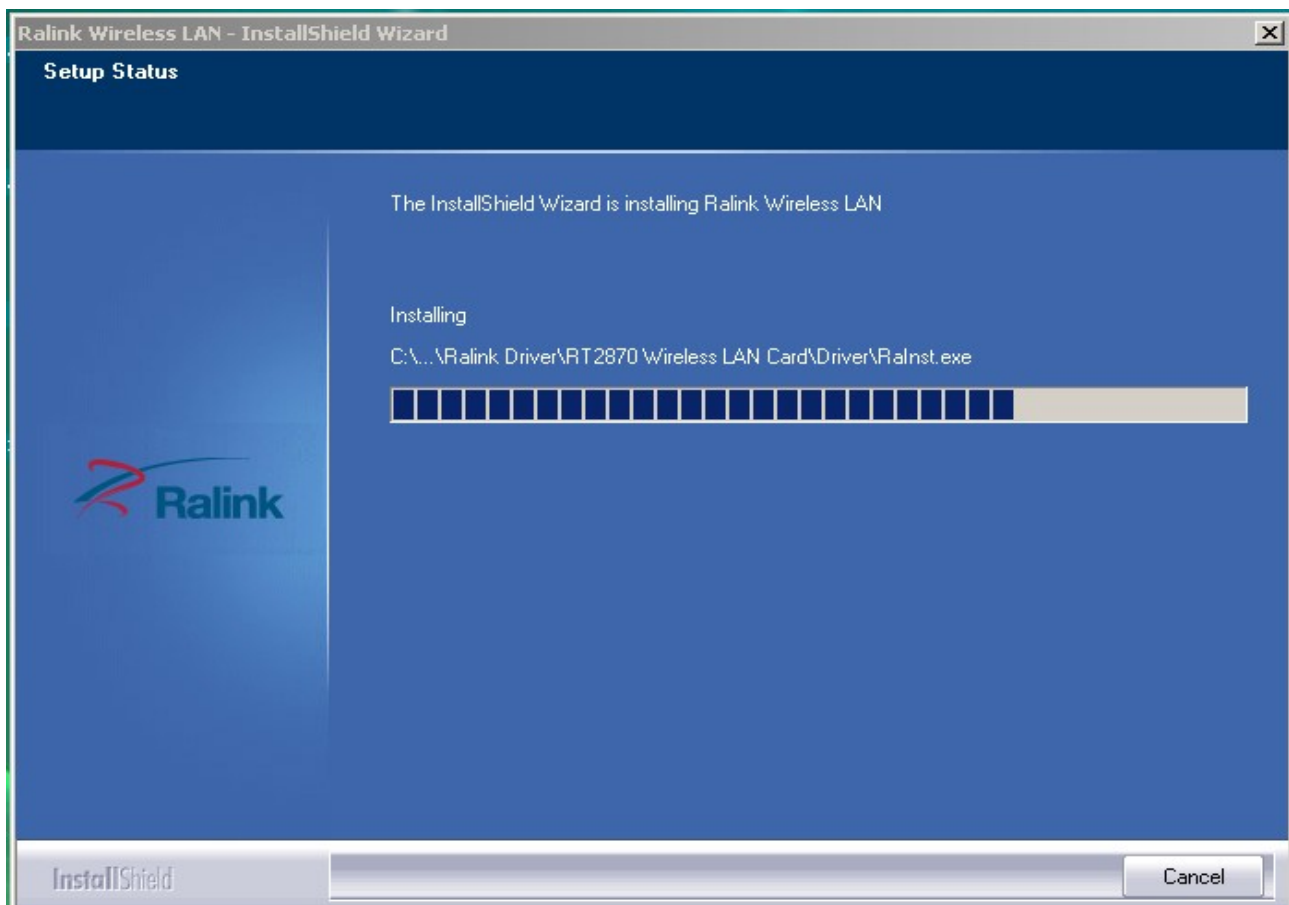 Ralink Wireless LAN - InstallShield Wizard
Setup Status
The InstallShield Wizard is installing Ralink Wireless LAN
Installing
C:\...\Ralink Driver\RT2870 Wireless LAN Card\Driver\RaInst.exe
Ralink
InstallShield
Cancel